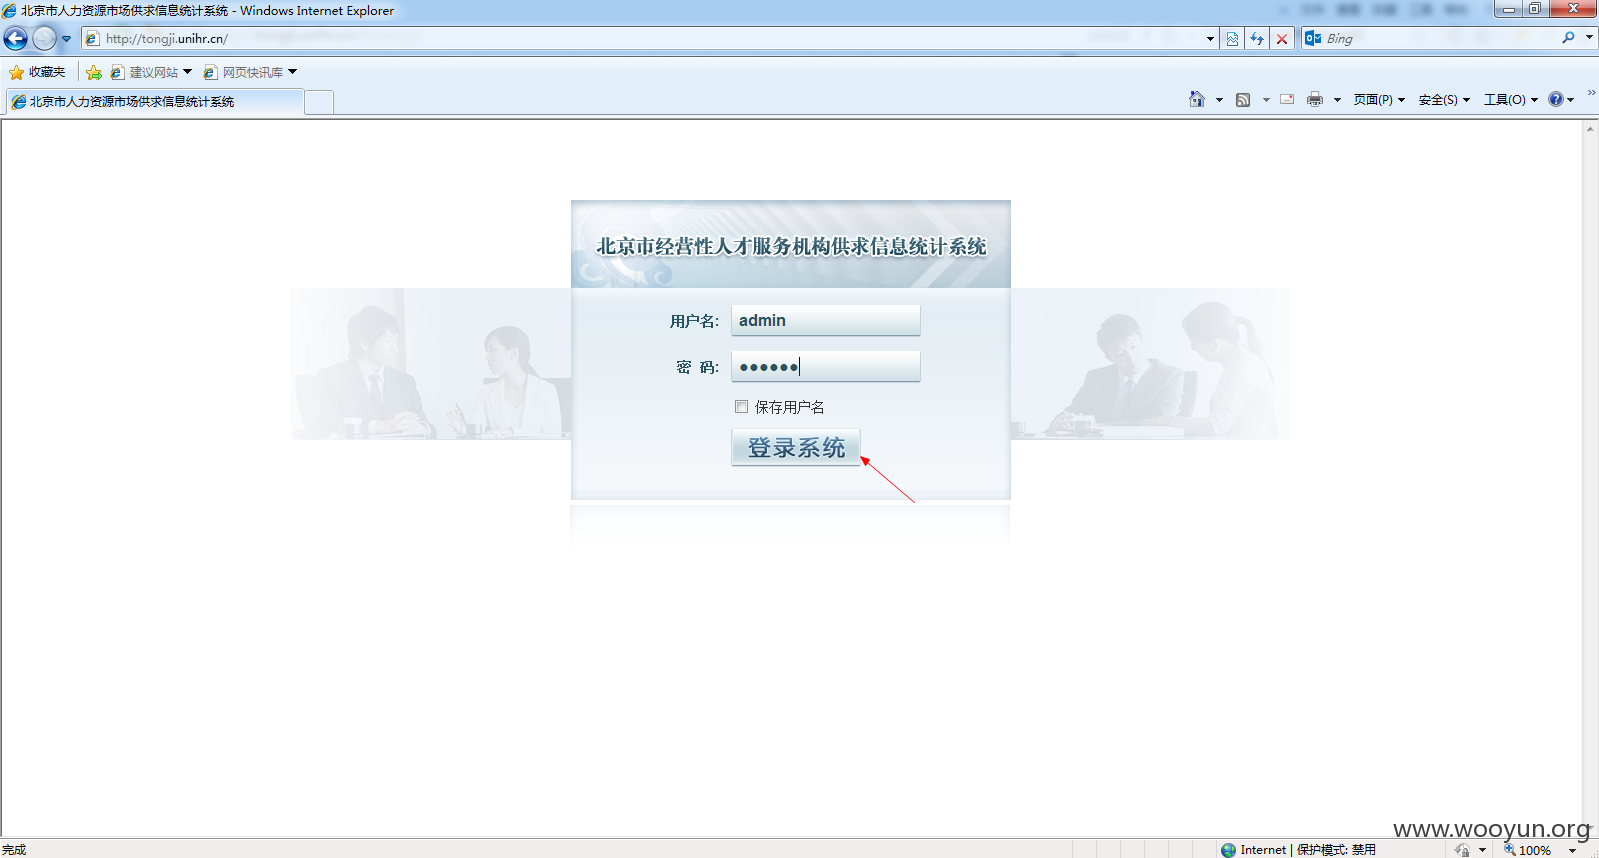 北京市人力资源市场供求信息统计系统 - Windows Internet Explorer
http://tongji.unihr.cn/
Bing
收藏夹 建议网站 网页快讯库
北京市人力资源市场供求信息统计系统
页面(P) 安全(S) 工具(O)
北京市经营性人才服务机构供求信息统计系统
用户名: admin
密 码: ●●●●●●
保存用户名
登录系统
www.wooyun.org
完成
Internet | 保护模式: 禁用
100%